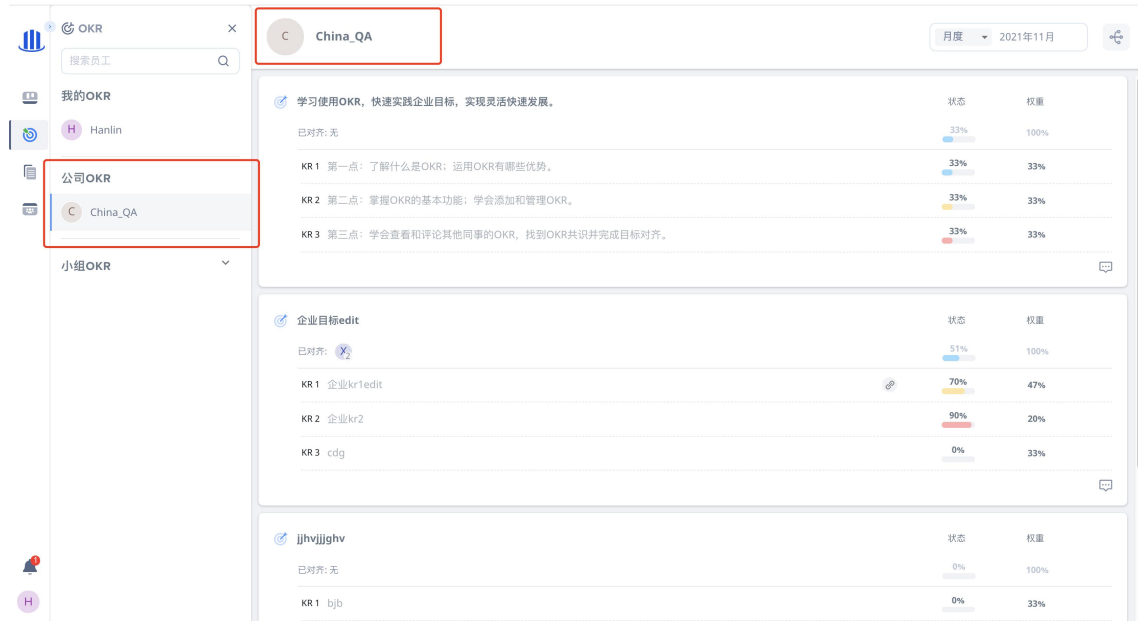 OKR
搜索员工
我的OKR
H Hanlin
公司OKR
C China_QA
小组OKR
1
H
C China_QA
月度 2021年11月
学习使用OKR，快速实践企业目标，实现灵活快速发展。 状态 权重
已对齐: 无 33% 100%
KR 1 第一点：了解什么是OKR；运用OKR有哪些优势。 33% 33%
KR 2 第二点：掌握OKR的基本功能；学会添加和管理OKR。 33% 33%
KR 3 第三点：学会查看和评论其他同事的OKR，找到OKR共识并完成目标对齐。 33% 33%
企业目标edit 状态 权重
已对齐: X2 51% 100%
KR 1 企业kr1edit 70% 47%
KR 2 企业kr2 90% 20%
KR 3 cdg 0% 33%
jjhvjjjghv 状态 权重
已对齐: 无 0% 100%
KR 1 bjb 0% 33%